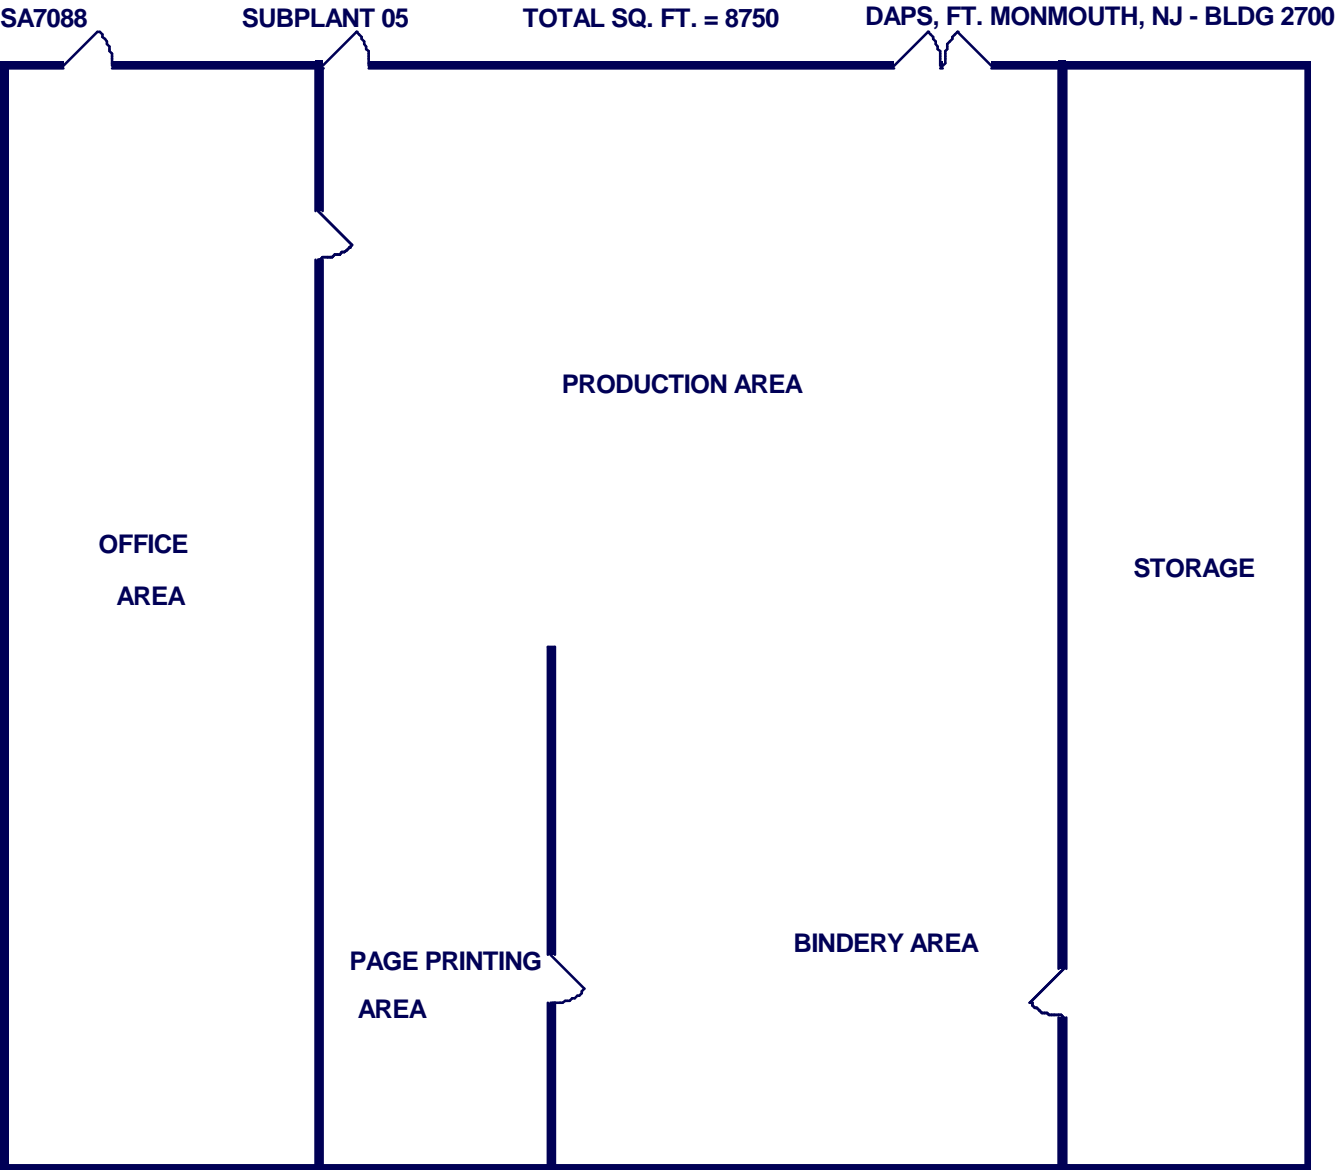 SA7088
SUBPLANT 05
TOTAL SQ. FT. = 8750
DAPS, FT. MONMOUTH, NJ - BLDG 2700
PRODUCTION AREA
OFFICE
AREA
STORAGE
PAGE PRINTING
AREA
BINDERY AREA